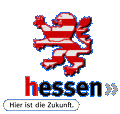 hessen »
Hier ist die Zukunft.